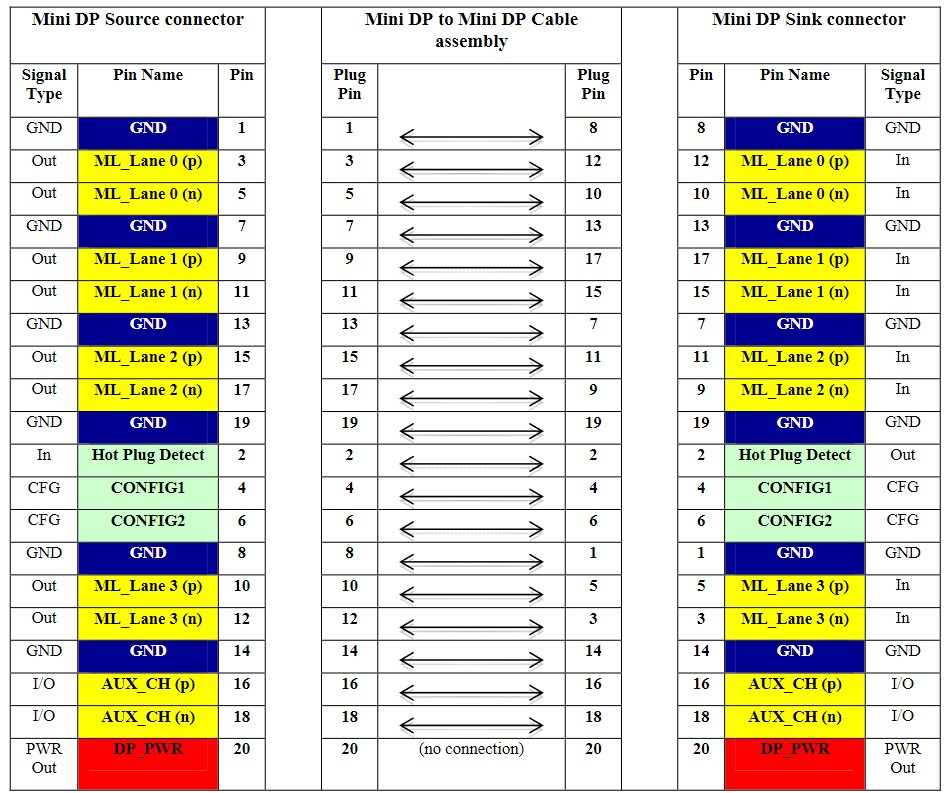 Mini DP Source connector Mini DP to Mini DP Cable Mini DP Sink connector
assembly
Signal Pin Name Pin Plug Plug Pin Pin Name Signal
Type Pin Pin Type
GND GND 1 1 8 8 GND GND
Out ML_Lane 0 (p) 3 3 12 12 ML_Lane 0 (p) In
Out ML_Lane 0 (n) 5 5 10 10 ML_Lane 0 (n) In
GND GND 7 7 13 13 GND GND
Out ML_Lane 1 (p) 9 9 17 17 ML_Lane 1 (p) In
Out ML_Lane 1 (n) 11 11 15 15 ML_Lane 1 (n) In
GND GND 13 13 7 7 GND GND
Out ML_Lane 2 (p) 15 15 11 11 ML_Lane 2 (p) In
Out ML_Lane 2 (n) 17 17 9 9 ML_Lane 2 (n) In
GND GND 19 19 19 19 GND GND
In Hot Plug Detect 2 2 2 2 Hot Plug Detect Out
CFG CONFIG1 4 4 4 4 CONFIG1 CFG
CFG CONFIG2 6 6 6 6 CONFIG2 CFG
GND GND 8 8 1 1 GND GND
Out ML_Lane 3 (p) 10 10 5 5 ML_Lane 3 (p) In
Out ML_Lane 3 (n) 12 12 3 3 ML_Lane 3 (n) In
GND GND 14 14 14 14 GND GND
I/O AUX_CH (p) 16 16 16 16 AUX_CH (p) I/O
I/O AUX_CH (n) 18 18 18 18 AUX_CH (n) I/O
PWR DP_PWR 20 20 (no connection) 20 20 DP_PWR PWR
Out Out